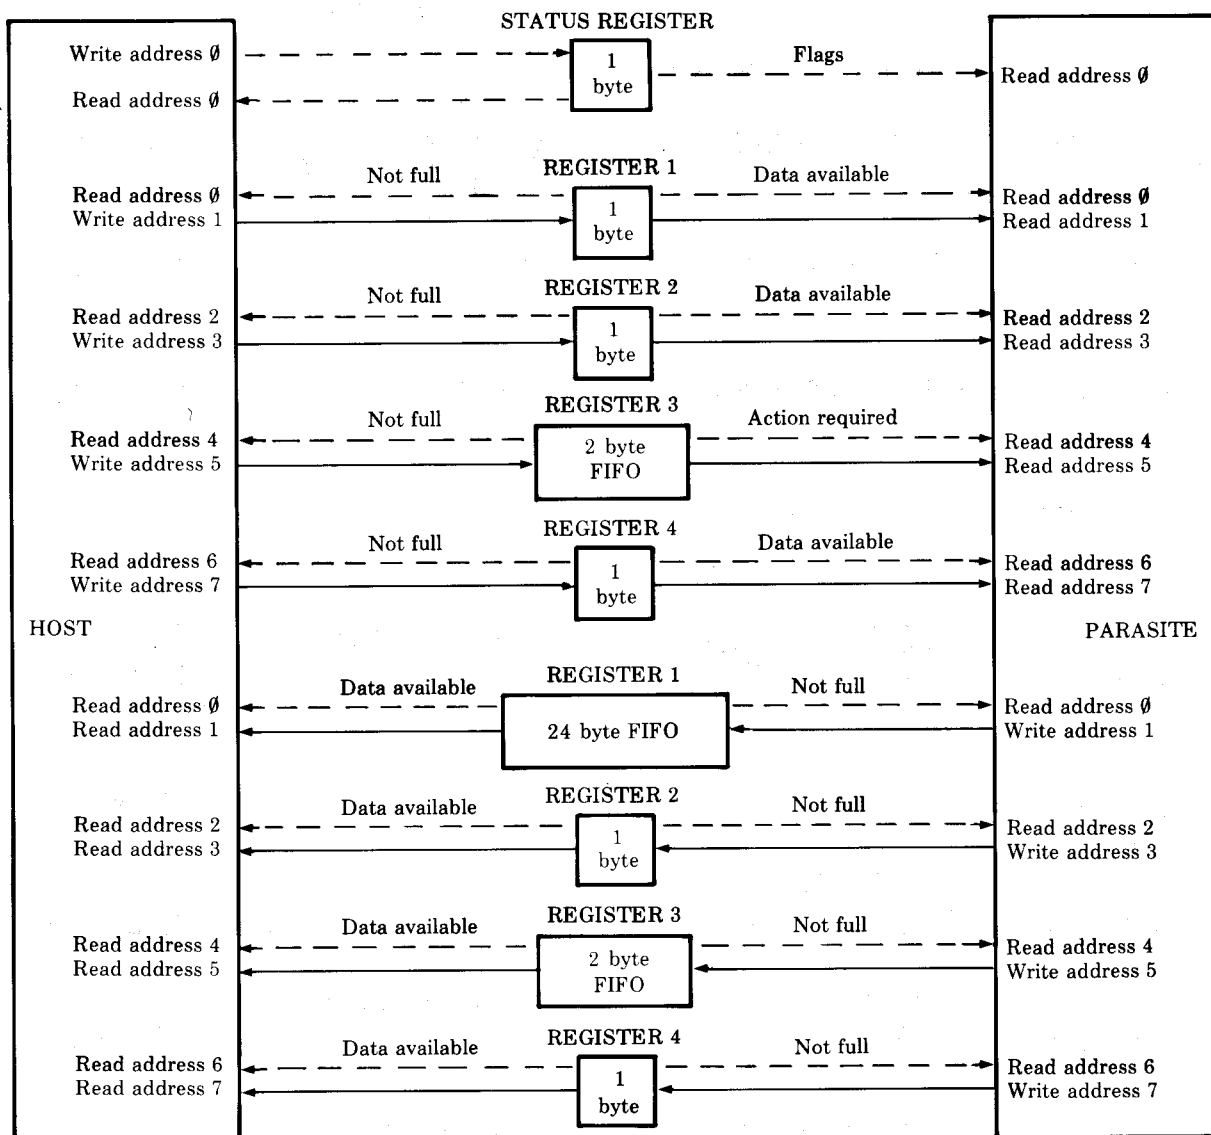 STATUS REGISTER
Write address 0
1
byte
Flags
Read address 0
Read address 0
REGISTER 1
Not full
Data available
Read address 0
Write address 1
1
byte
Read address 0
Read address 1
REGISTER 2
Not full
Data available
Read address 2
Write address 3
1
byte
Read address 2
Read address 3
REGISTER 3
Not full
Action required
Read address 4
Write address 5
2 byte
FIFO
Read address 4
Read address 5
REGISTER 4
Not full
Data available
Read address 6
Write address 7
1
byte
Read address 6
Read address 7
HOST
PARASITE
REGISTER 1
Data available
Not full
Read address 0
Read address 1
24 byte FIFO
Read address 0
Write address 1
REGISTER 2
Data available
Not full
Read address 2
Read address 3
1
byte
Read address 2
Write address 3
REGISTER 3
Data available
Not full
Read address 4
Read address 5
2 byte
FIFO
Read address 4
Write address 5
REGISTER 4
Data available
Not full
Read address 6
Read address 7
1
byte
Read address 6
Write address 7